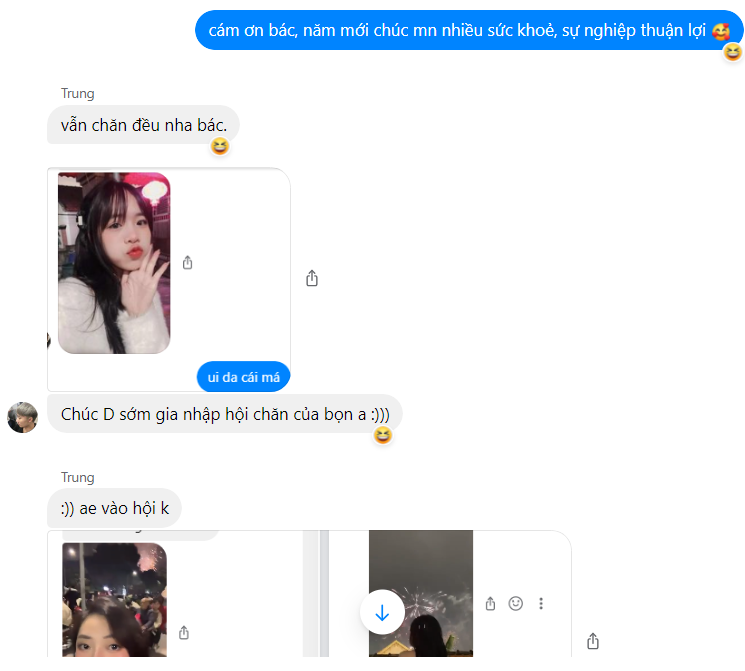 cám ơn bác, năm mới chúc mn nhiều sức khoẻ, sự nghiệp thuận lợi 🥰
Trung
vẫn chăn đều nha bác.
ui da cái má
Chúc D sớm gia nhập hội chăn của bọn a :)))
Trung
:)) ae vào hội k